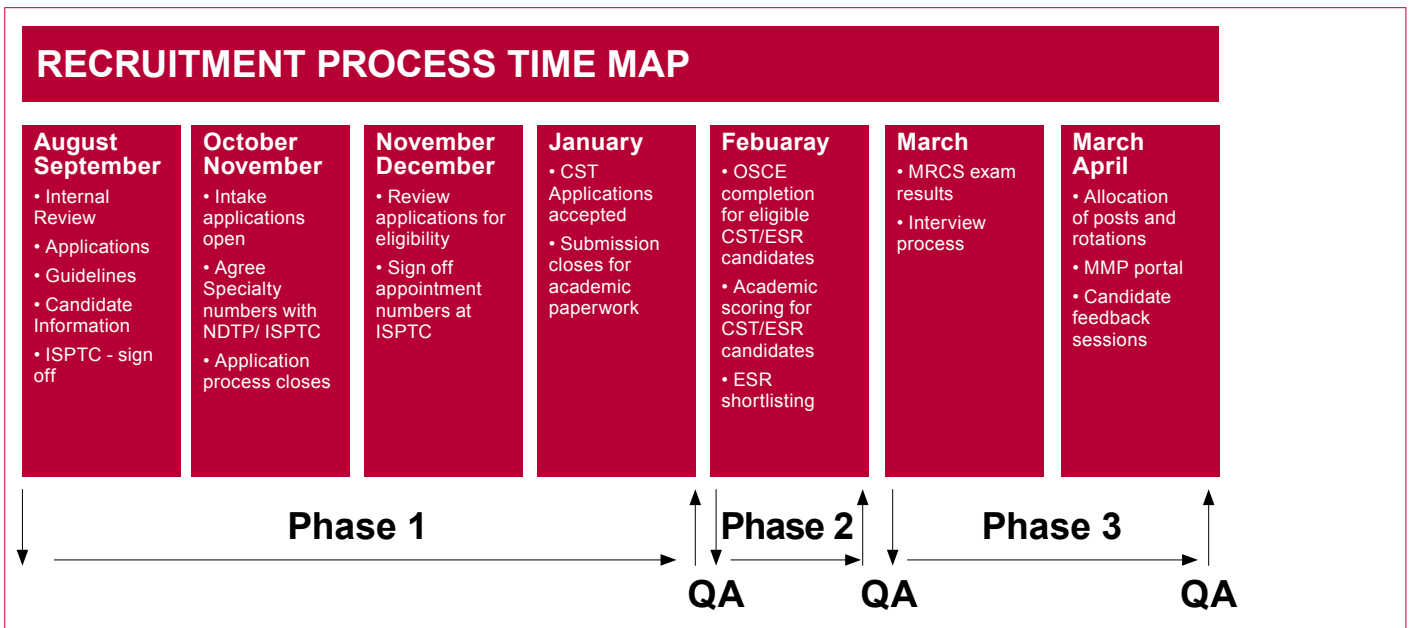 RECRUITMENT PROCESS TIME MAP
August
September
• Internal
Review
• Applications
• Guidelines
• Candidate
Information
• ISPTC - sign
off
October
November
• Intake
applications
open
• Agree
Specialty
numbers with
NDTP/ ISPTC
• Application
process closes
November
December
• Review
applications for
eligibility
• Sign off
appointment
numbers at
ISPTC
January
• CST
Applications
accepted
• Submission
closes for
academic
paperwork
Febuaray
• OSCE
completion
for eligible
CST/ESR
candidates
• Academic
scoring for
CST/ESR
candidates
• ESR
shortlisting
March
• MRCS exam
results
• Interview
process
March
April
• Allocation
of posts and
rotations
• MMP portal
• Candidate
feedback
sessions
Phase 1
Phase 2
Phase 3
QA
QA
QA